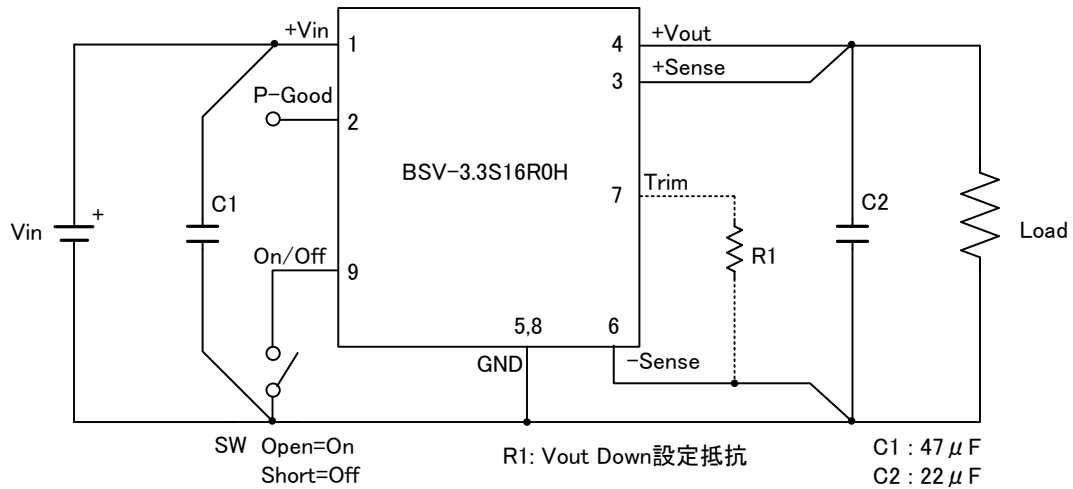 +Vin
1
4
+Vout
3
+Sense
P-Good
2
BSV-3.3S16R0H
7
Trim
C1
C2
Vin
+
Load
On/Off
9
R1
5,8
6
GND
-Sense
SW Open=On
Short=Off
R1: Vout Down設定抵抗
C1 : 47μF
C2 : 22μF